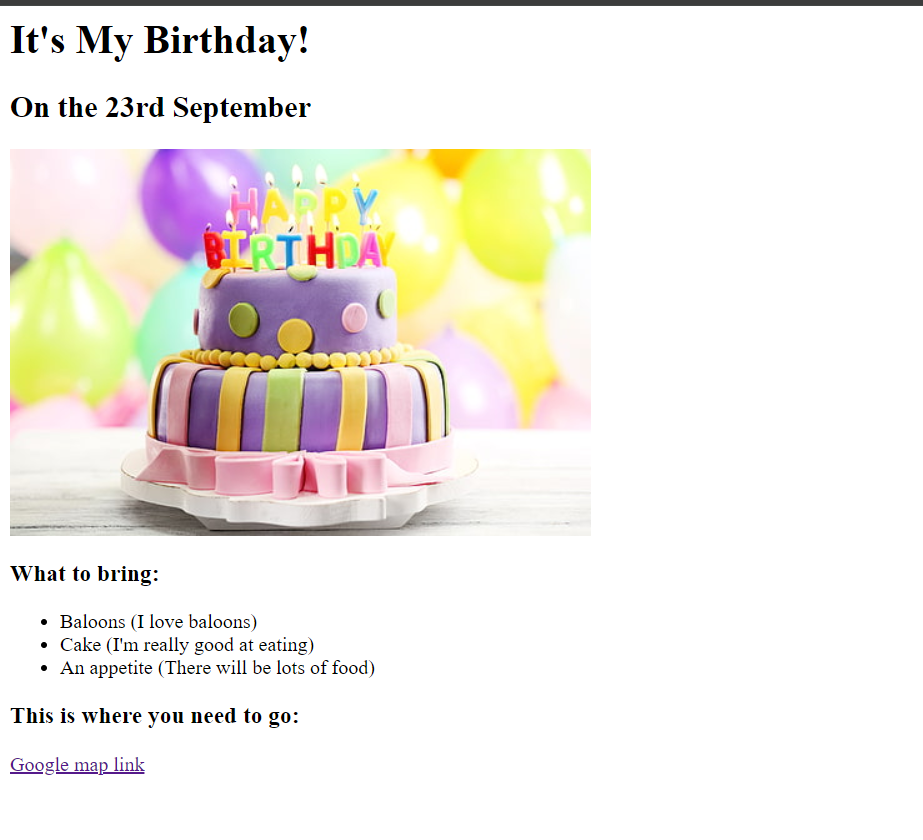 It's My Birthday!
On the 23rd September
HAPPY
BIRTHDAY
What to bring:
Baloons (I love baloons)
Cake (I'm really good at eating)
An appetite (There will be lots of food)
This is where you need to go:
Google map link